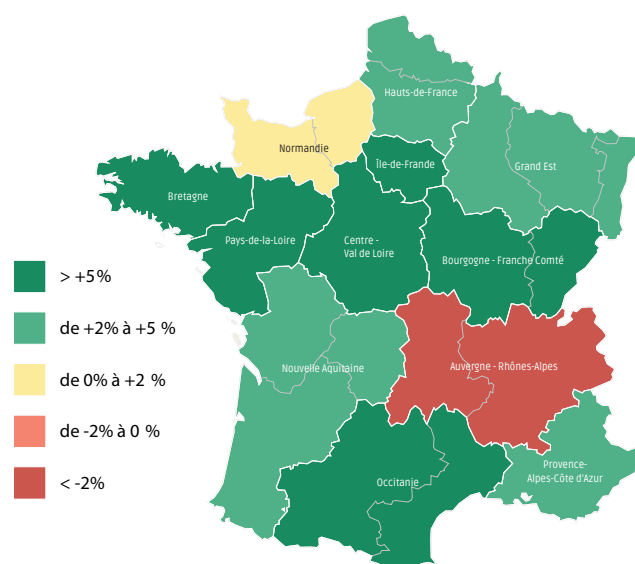 Hauts-de-France
Normandie
Île-de-Frande
Grand Est
Bretagne
Pays-de-la-Loire
Centre -
Val de Loire
Bourgogne - Franche Comté
> +5%
de +2% à +5 %
de 0% à +2 %
de -2% à 0 %
< -2%
Nouvelle Aquitaine
Auvergne - Rhônes-Alpes
Occitanie
Provence-
Alpes-Côte d'Azur